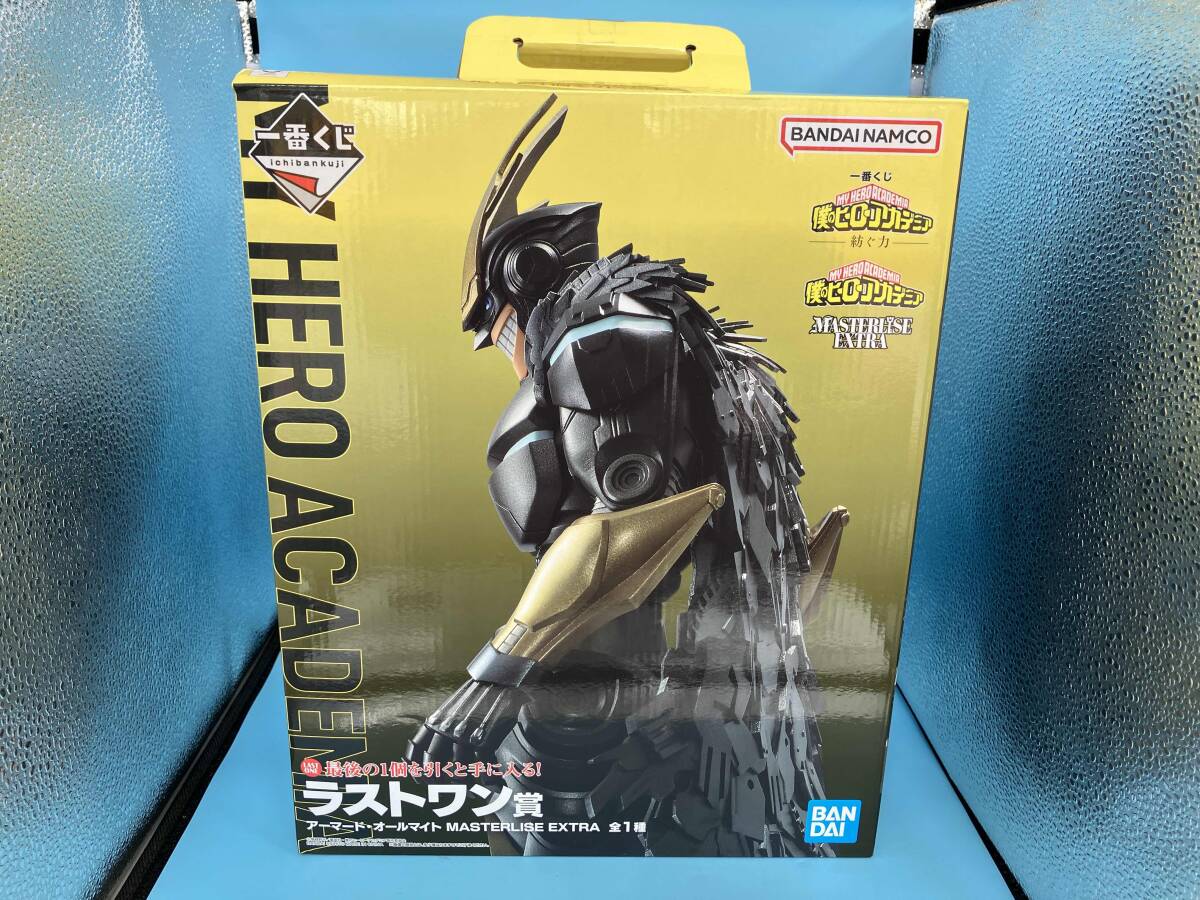 一番くじ
ichibankuji
MY HERO ACADEMIA
BANDAI NAMCO
一番くじ
MY HERO ACADEMIA
僕のヒーローアカデミア
紡ぐ力
MY HERO ACADEMIA
僕のヒーローアカデミア
MASTERLISE
EXTRA
LAST ONE 最後の1個を引くと手に入る!
ラストワン賞
アーマード・オールマイト MASTERLISE EXTRA 全1種
BAN
DAI